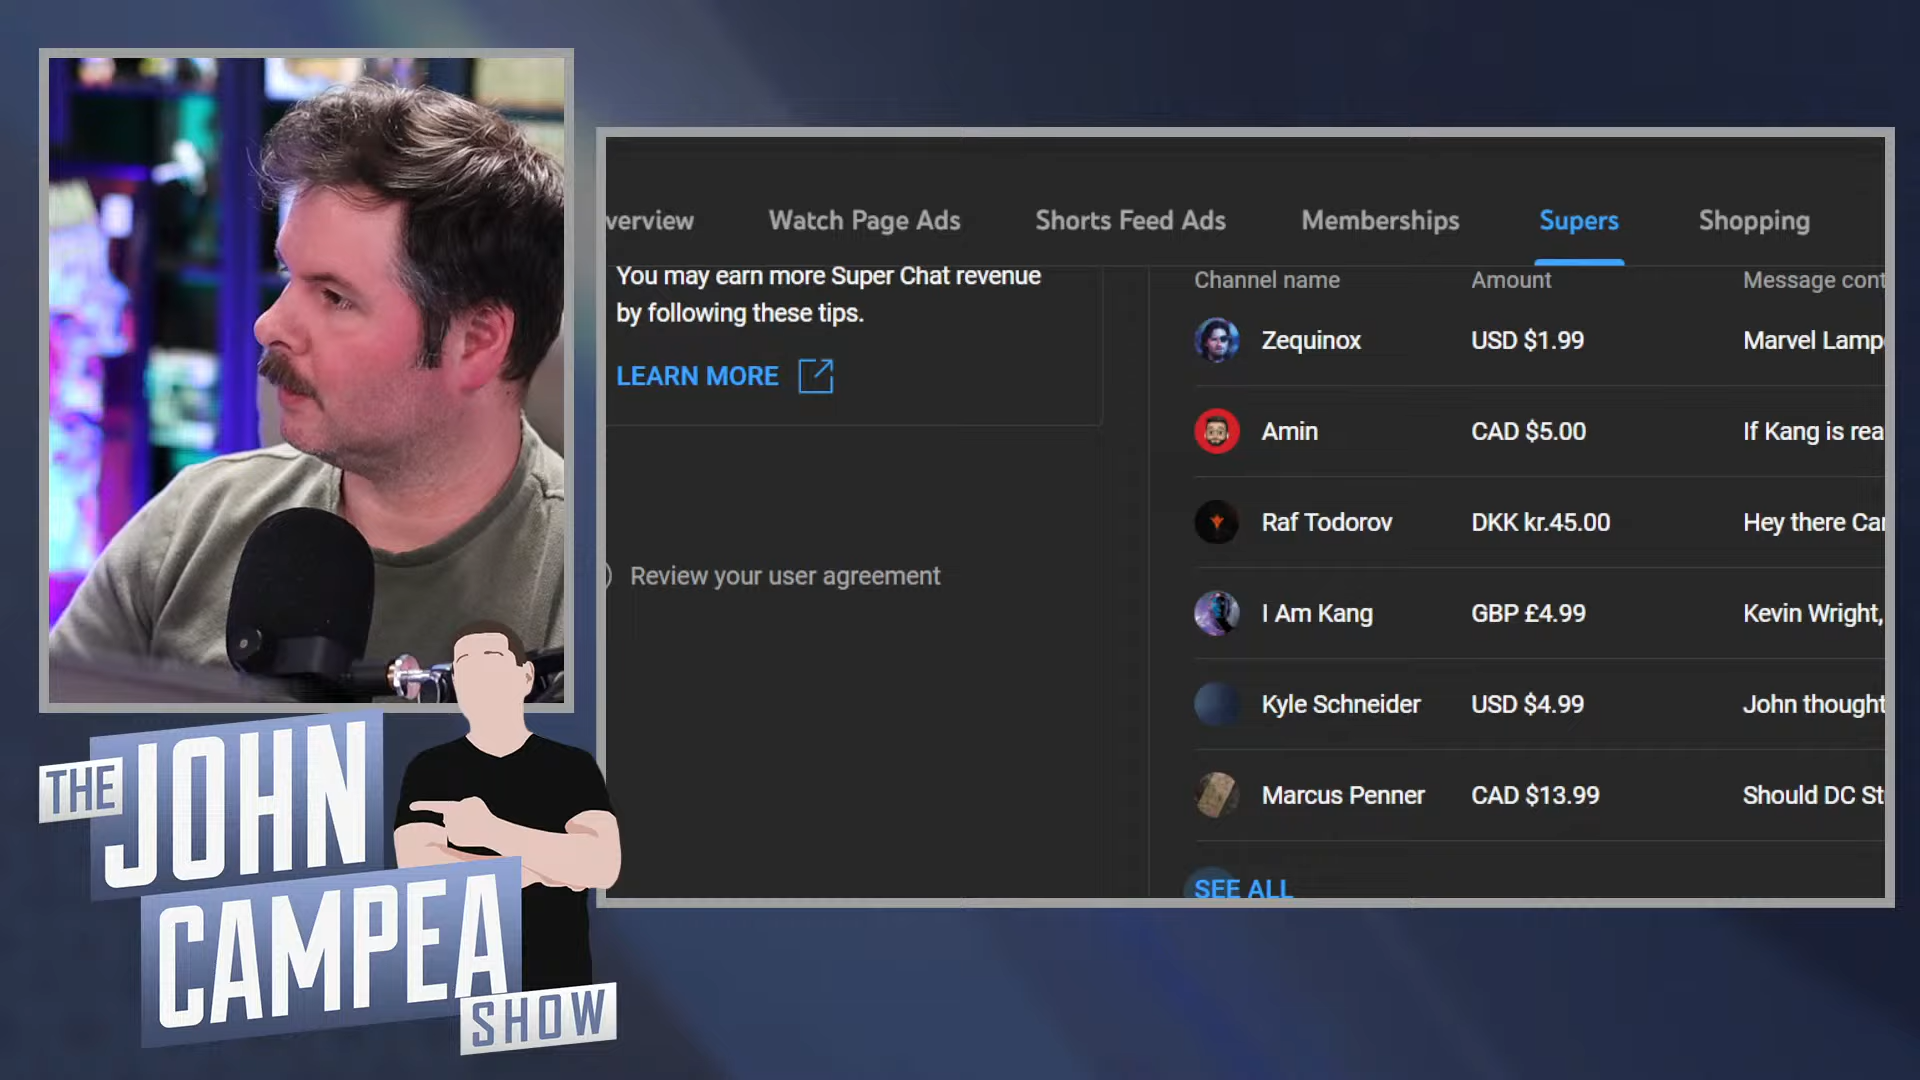 verview
Watch Page Ads
Shorts Feed Ads
Memberships
Supers
Shopping
You may earn more Super Chat revenue
by following these tips.
LEARN MORE
Review your user agreement
Channel name Amount Message cont
Zequinox USD $1.99 Marvel Lamp
Amin CAD $5.00 If Kang is rea
Raf Todorov DKK kr.45.00 Hey there Ca
I Am Kang GBP £4.99 Kevin Wright,
Kyle Schneider USD $4.99 John thought
Marcus Penner CAD $13.99 Should DC St
SEE ALL
THE
JOHN
CAMPEA
SHOW